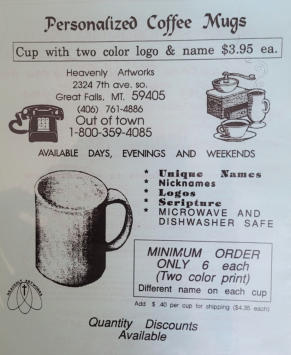 Personalized Coffee Mugs
Cup with two color logo & name $3.95 ea.
Heavenly Artworks
2324 7th ave. so.
Great Falls, MT. 59405
(406) 761-4886
Out of town
1-800-359-4085
AVAILABLE DAYS, EVENINGS AND WEEKENDS
* Unique Names
* Nicknames
* Logos
* Scripture
* MICROWAVE AND
DISHWASHER SAFE
MINIMUM ORDER
ONLY 6 each
(Two color print)
Different name on each cup
Add $ .40 per cup for shipping ($4.35 each)
HEAVENLY ARTWORKS
Quantity Discounts
Available